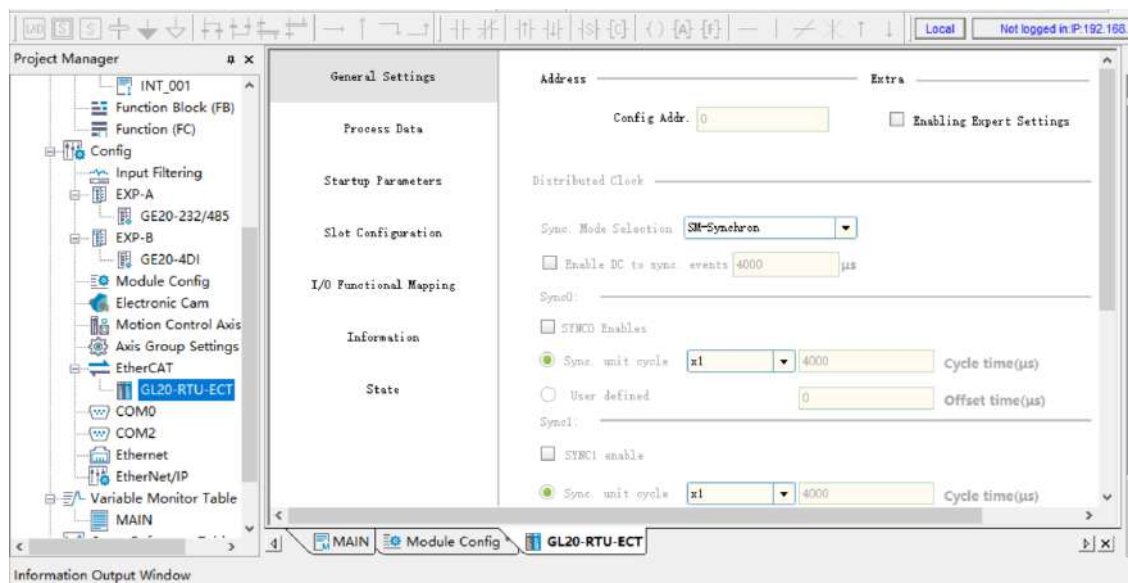 Local Not logged in:IP:192.168.
Project Manager
INT_001
Function Block (FB)
Function (FC)
Config
Input Filtering
EXP-A
GE20-232/485
EXP-B
GE20-4DI
Module Config
Electronic Cam
Motion Control Axis
Axis Group Settings
EtherCAT
GL20-RTU-ECT
COM0
COM2
Ethernet
EtherNet/IP
Variable Monitor Table
MAIN
General Settings
Process Data
Startup Parameters
Slot Configuration
I/O Functional Mapping
Information
State
Address Extra
Config Addr. 0 Enabling Expert Settings
Distributed Clock
Sync. Mode Selection SM-Synchron
Enable DC to sync. events 4000 µs
Sync0:
SYNC0 Enables
Sync. unit cycle x1 4000 Cycle time(µs)
User defined 0 Offset time(µs)
Sync1:
SYNC1 enable
Sync. unit cycle x1 4000 Cycle time(µs)
MAIN Module Config * GL20-RTU-ECT
Information Output Window